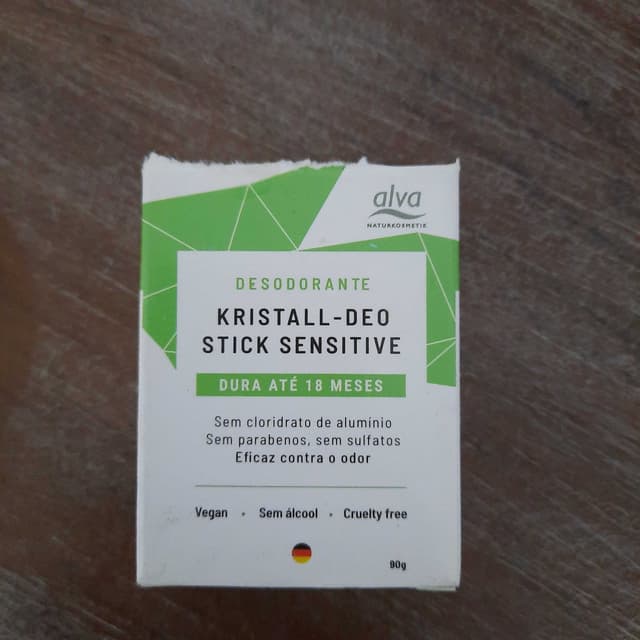 alva
NATURKOSMETIK
DESODORANTE
KRISTALL-DEO
STICK SENSITIVE
DURA ATÉ 18 MESES
Sem cloridrato de alumínio
Sem parabenos, sem sulfatos
Eficaz contra o odor
Vegan • Sem álcool • Cruelty free
90g